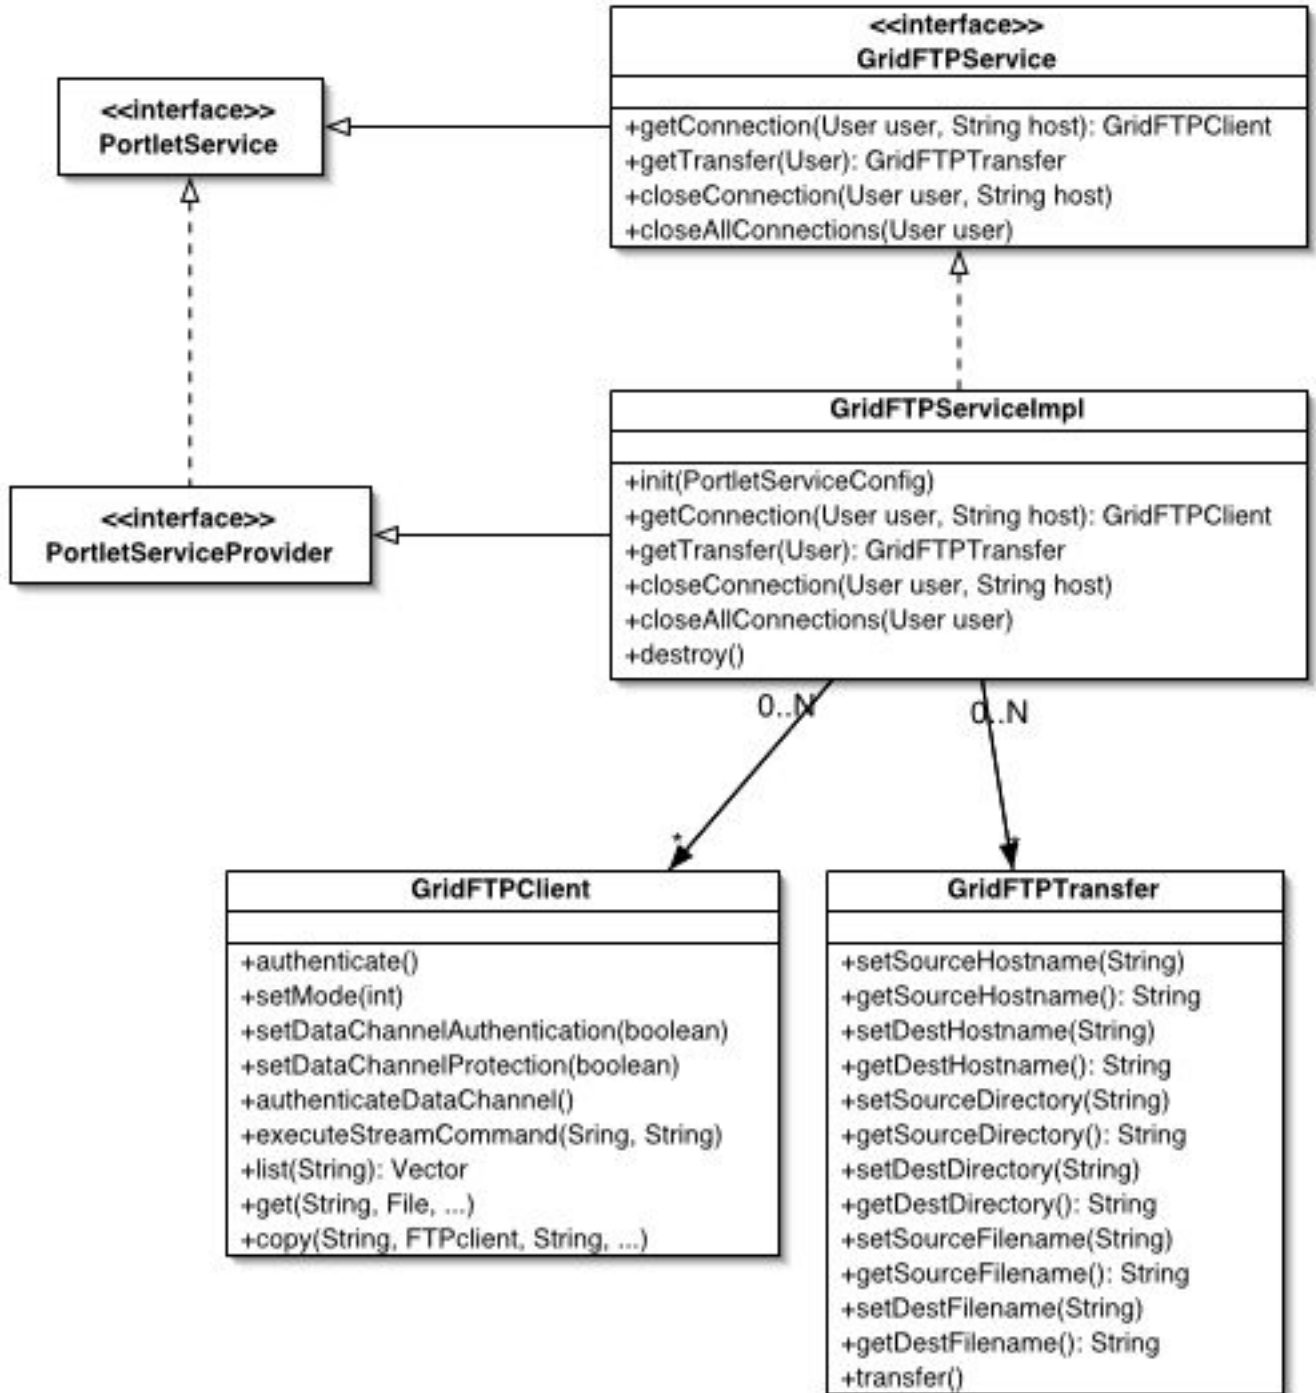 <<interface>>
GridFTPService
+getConnection(User user, String host): GridFTPClient
+getTransfer(User): GridFTPTransfer
+closeConnection(User user, String host)
+closeAllConnections(User user)
<<interface>>
PortletService
GridFTPServiceImpl
+init(PortletServiceConfig)
+getConnection(User user, String host): GridFTPClient
+getTransfer(User): GridFTPTransfer
+closeConnection(User user, String host)
+closeAllConnections(User user)
+destroy()
<<interface>>
PortletServiceProvider
0..N
0..N
*
*
GridFTPClient
+authenticate()
+setMode(int)
+setDataChannelAuthentication(boolean)
+setDataChannelProtection(boolean)
+authenticateDataChannel()
+executeStreamCommand(Sring, String)
+list(String): Vector
+get(String, File, ...)
+copy(String, FTPclient, String, ...)
GridFTPTransfer
+setSourceHostname(String)
+getSourceHostname(): String
+setDestHostname(String)
+getDestHostname(): String
+setSourceDirectory(String)
+getSourceDirectory(): String
+setDestDirectory(String)
+getDestDirectory(): String
+setSourceFilename(String)
+getSourceFilename(): String
+setDestFilename(String)
+getDestFilename(): String
+transfer()